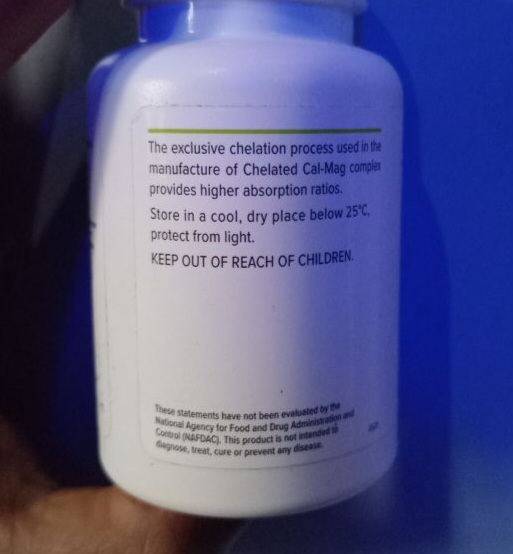 The exclusive chelation process used in the
manufacture of Chelated Cal-Mag complex
provides higher absorption ratios.
Store in a cool, dry place below 25°C,
protect from light.
KEEP OUT OF REACH OF CHILDREN.
These statements have not been evaluated by the
National Agency for Food and Drug Administration and
Control (NAFDAC). This product is not intended to
diagnose, treat, cure or prevent any disease.